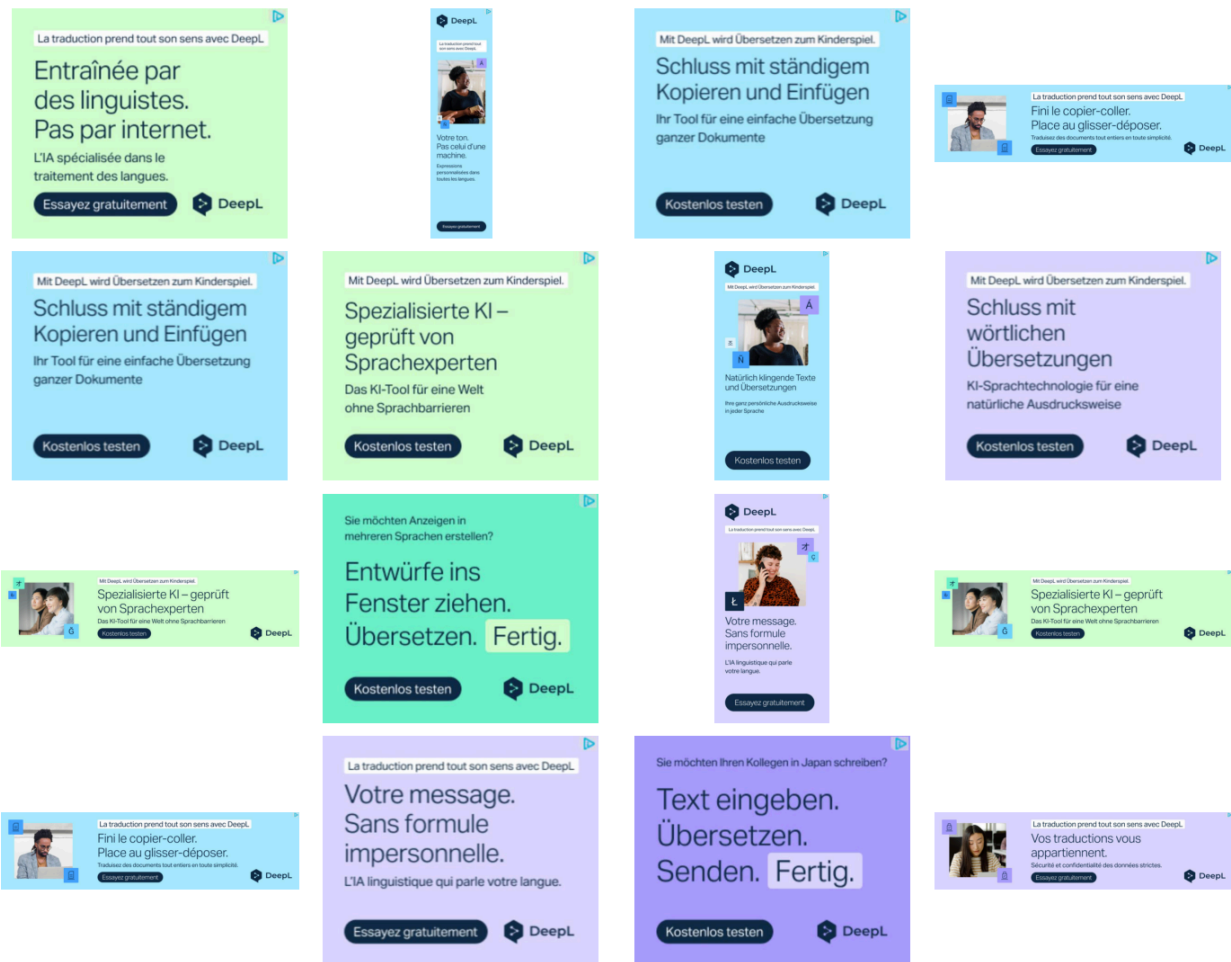 La traduction prend tout son sens avec DeepL
Entraînée par
des linguistes.
Pas par internet.
L'IA spécialisée dans le
traitement des langues.
Essayez gratuitement
DeepL
DeepL
La traduction prend tout
son sens avec DeepL
A
Votre ton.
Pas celui d'une
machine.
Expressions
personnalisées dans
toutes les langues.
Essayez gratuitement
Mit DeepL wird Übersetzen zum Kinderspiel.
Schluss mit ständigem
Kopieren und Einfügen
Ihr Tool für eine einfache Übersetzung
ganzer Dokumente
Kostenlos testen
DeepL
La traduction prend tout son sens avec DeepL
Fini le copier-coller.
Place au glisser-déposer.
Traduisez des documents tout entiers en toute simplicité.
Essayez gratuitement
DeepL
Mit DeepL wird Übersetzen zum Kinderspiel.
Schluss mit ständigem
Kopieren und Einfügen
Ihr Tool für eine einfache Übersetzung
ganzer Dokumente
Kostenlos testen
DeepL
Mit DeepL wird Übersetzen zum Kinderspiel.
Spezialisierte KI –
geprüft von
Sprachexperten
Das KI-Tool für eine Welt
ohne Sprachbarrieren
Kostenlos testen
DeepL
DeepL
Mit DeepL wird Übersetzen zum Kinderspiel.
Á
Ñ
Natürlich klingende Texte
und Übersetzungen
Ihre ganz persönliche Ausdrucksweise
in jeder Sprache
Kostenlos testen
Mit DeepL wird Übersetzen zum Kinderspiel.
Schluss mit
wörtlichen
Übersetzungen
KI-Sprachtechnologie für eine
natürliche Ausdrucksweise
Kostenlos testen
DeepL
Mit DeepL wird Übersetzen zum Kinderspiel.
Spezialisierte KI – geprüft
von Sprachexperten
Das KI-Tool für eine Welt ohne Sprachbarrieren
Kostenlos testen
DeepL
Sie möchten Anzeigen in
mehreren Sprachen erstellen?
Entwürfe ins
Fenster ziehen.
Übersetzen. Fertig.
Kostenlos testen
DeepL
DeepL
La traduction prend tout son sens avec DeepL
オ
Ç
Ł
Votre message.
Sans formule
impersonnelle.
L'IA linguistique qui parle
votre langue.
Essayez gratuitement
Mit DeepL wird Übersetzen zum Kinderspiel.
Spezialisierte KI – geprüft
von Sprachexperten
Das KI-Tool für eine Welt ohne Sprachbarrieren
Kostenlos testen
DeepL
La traduction prend tout son sens avec DeepL
Fini le copier-coller.
Place au glisser-déposer.
Traduisez des documents tout entiers en toute simplicité.
Essayez gratuitement
DeepL
La traduction prend tout son sens avec DeepL
Votre message.
Sans formule
impersonnelle.
L'IA linguistique qui parle votre langue.
Essayez gratuitement
DeepL
Sie möchten Ihren Kollegen in Japan schreiben?
Text eingeben.
Übersetzen.
Senden. Fertig.
Kostenlos testen
DeepL
La traduction prend tout son sens avec DeepL
Vos traductions vous
appartiennent.
Sécurité et confidentialité des données strictes.
Essayez gratuitement
DeepL